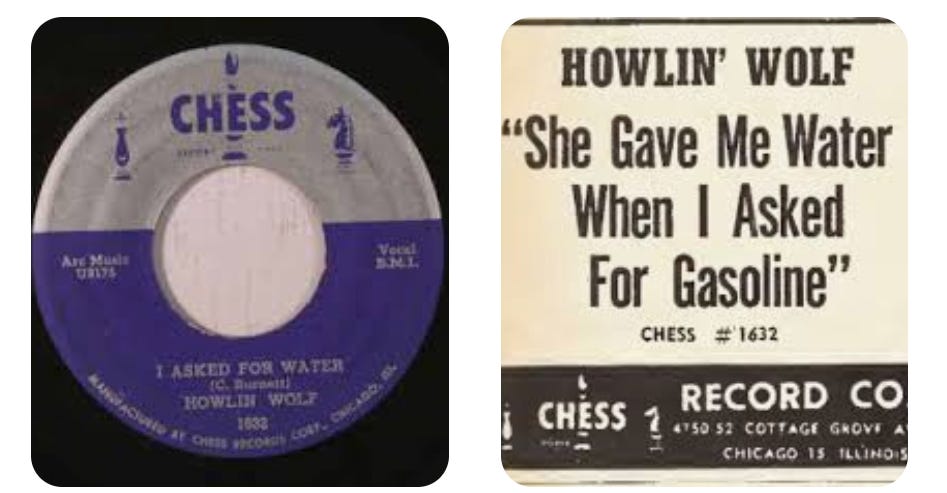 CHESS
Arc Music
U8175
Vocal
B.M.I.
I ASKED FOR WATER
(C. Burnett)
HOWLIN WOLF
1632
MANUFACTURED BY CHESS RECORDS CORP., CHICAGO, ILL.
HOWLIN' WOLF
"She Gave Me Water
When I Asked
For Gasoline"
CHESS #1632
CHESS
RECORD CO.
4750-52 COTTAGE GROVE A
CHICAGO 15 ILLINOIS